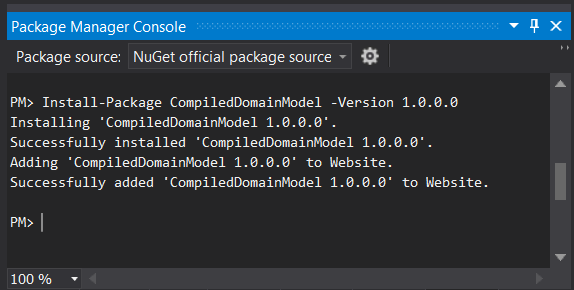 Package Manager Console
Package source: NuGet official package source
PM> Install-Package CompiledDomainModel -Version 1.0.0.0
Installing 'CompiledDomainModel 1.0.0.0'.
Successfully installed 'CompiledDomainModel 1.0.0.0'.
Adding 'CompiledDomainModel 1.0.0.0' to Website.
Successfully added 'CompiledDomainModel 1.0.0.0' to Website.
PM>
100 %